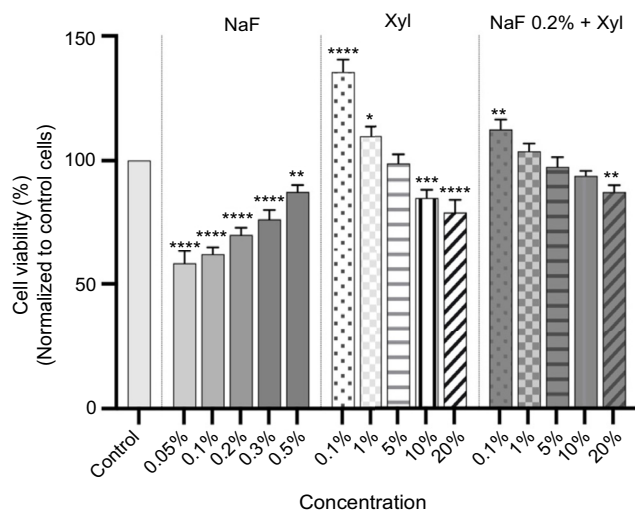 NaF Xyl NaF 0.2% + Xyl
150
100
50
0
Cell viability (%)
(Normalized to control cells)
**** **** **** **** **
**** * *** ****
** **
Control 0.05% 0.1% 0.2% 0.3% 0.5% 0.1% 1% 5% 10% 20% 0.1% 1% 5% 10% 20%
Concentration